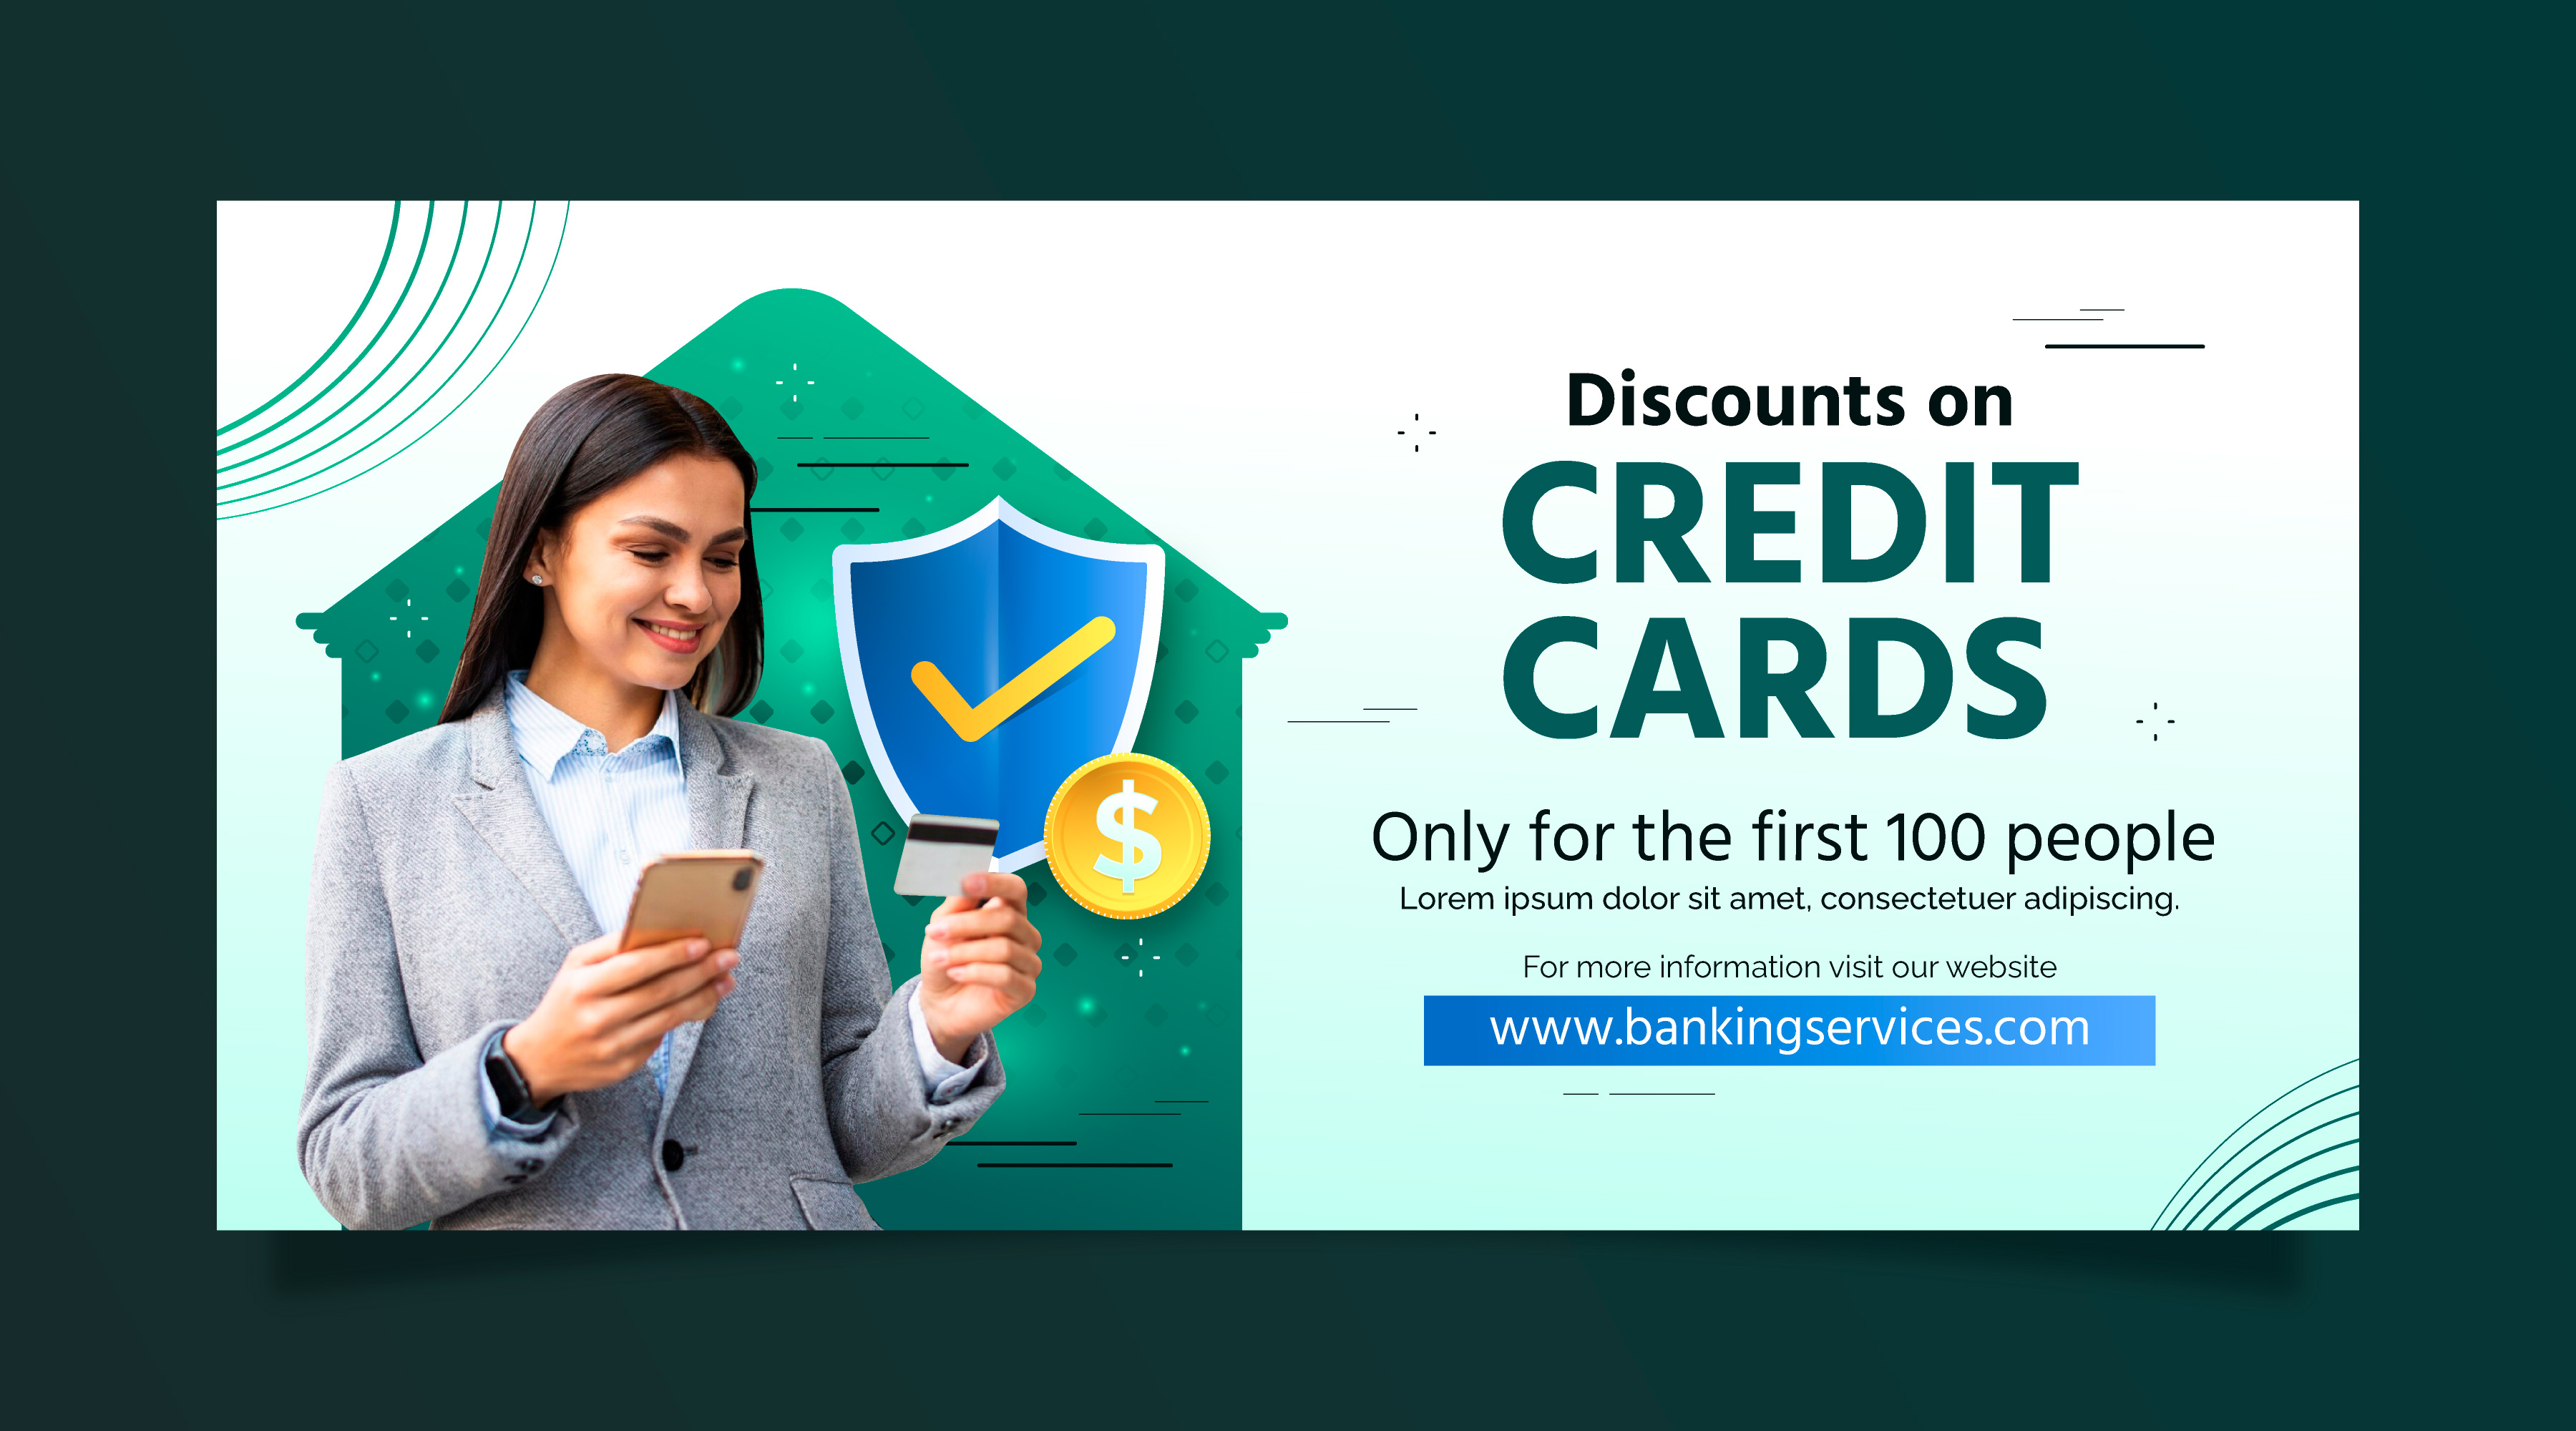 Discounts on
CREDIT
CARDS
Only for the first 100 people
Lorem ipsum dolor sit amet, consectetuer adipiscing.
For more information visit our website
www.bankingservices.com
$